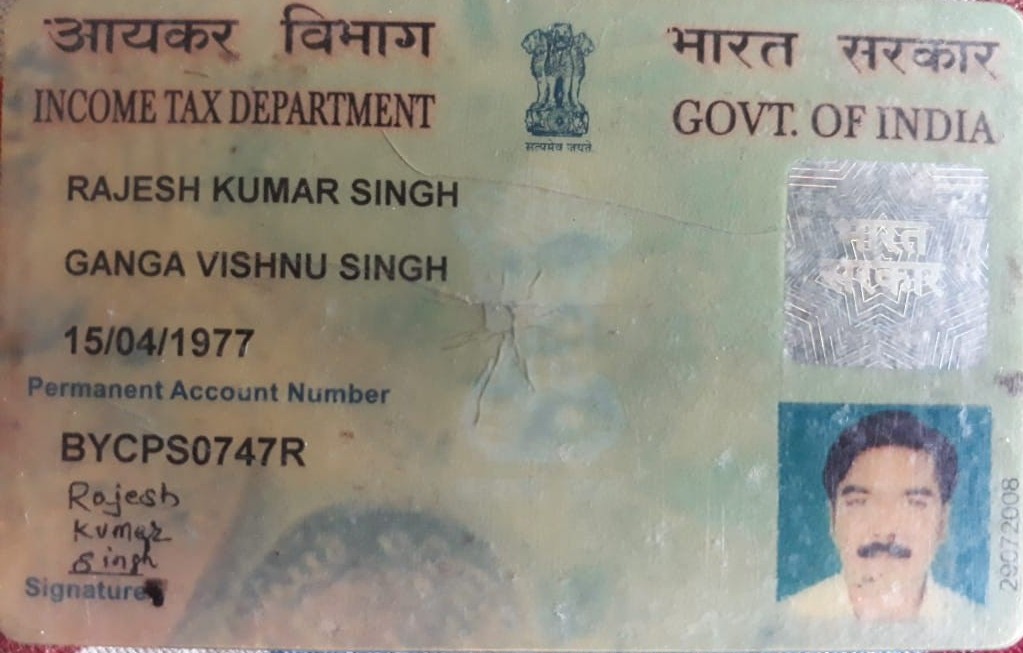 आयकर विभाग
INCOME TAX DEPARTMENT
भारत सरकार
GOVT. OF INDIA
सत्यमेव जयते
RAJESH KUMAR SINGH
GANGA VISHNU SINGH
भारत
सरकार
15/04/1977
Permanent Account Number
BYCPS0747R
Rajesh
Kumar
Singh
Signature
29072008